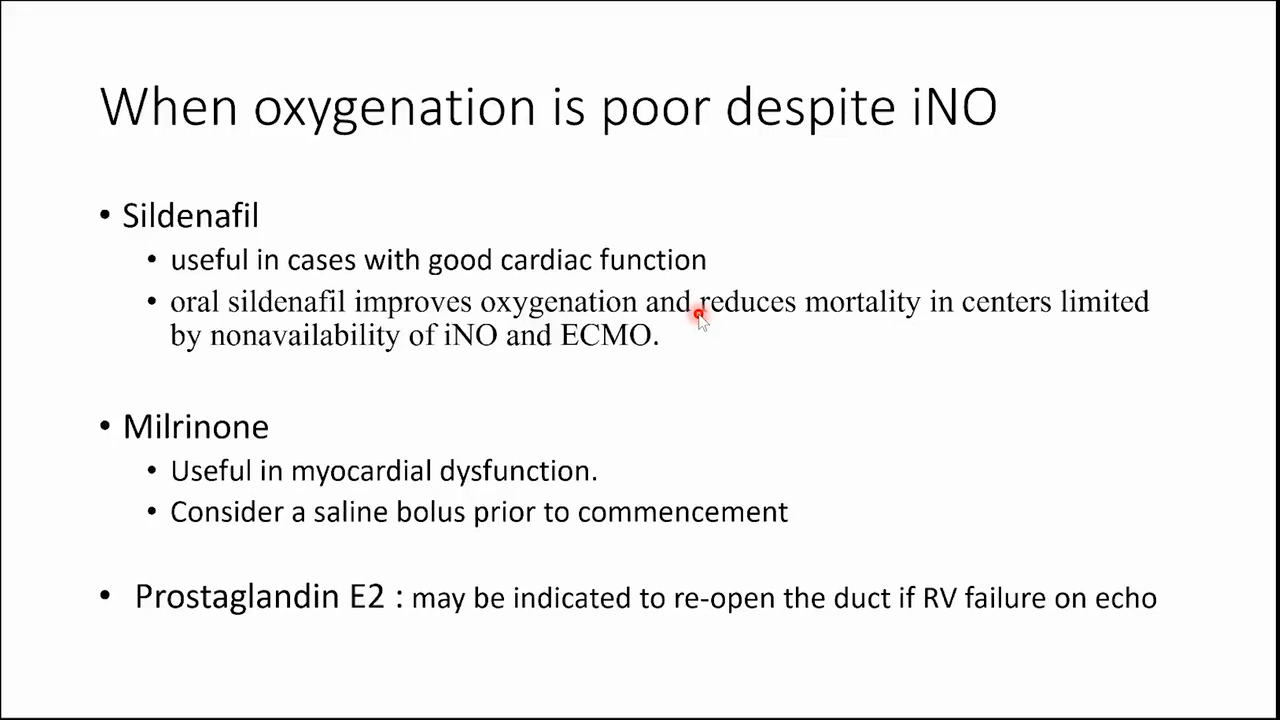 When oxygenation is poor despite iNO
• Sildenafil
• useful in cases with good cardiac function
• oral sildenafil improves oxygenation and reduces mortality in centers limited
by nonavailability of iNO and ECMO.
• Milrinone
• Useful in myocardial dysfunction.
• Consider a saline bolus prior to commencement
• Prostaglandin E2 : may be indicated to re-open the duct if RV failure on echo